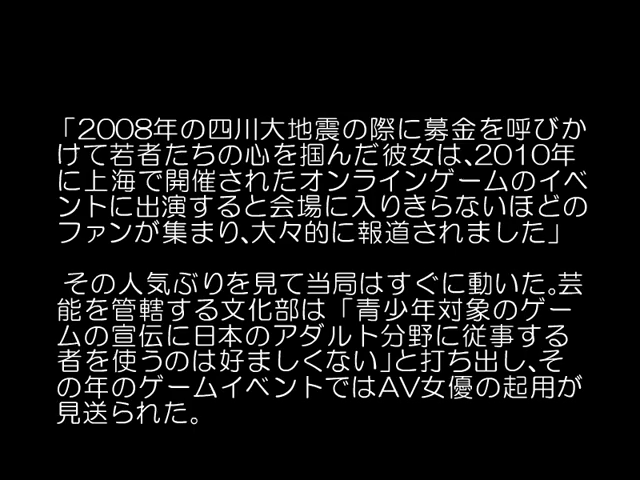 「2008年の四川大地震の際に募金を呼びか
けて若者たちの心を掴んだ彼女は、2010年
に上海で開催されたオンラインゲームのイベ
ントに出演すると会場に入りきらないほどの
ファンが集まり、大々的に報道されました」
その人気ぶりを見て当局はすぐに動いた。芸
能を管轄する文化部は「青少年対象のゲー
ムの宣伝に日本のアダルト分野に従事する
者を使うのは好ましくない」と打ち出し、そ
の年のゲームイベントではAV女優の起用が
見送られた。